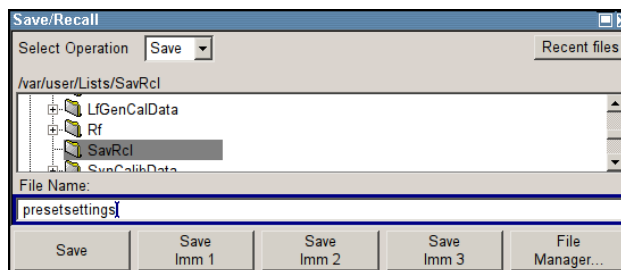 Save/Recall
Select Operation Save Recent files
/var/user/Lists/SavRcl
LfGenCalData
Rf
SavRcl
SynCalibData
File Name:
presetsettings
Save Save Imm 1 Save Imm 2 Save Imm 3 File Manager...